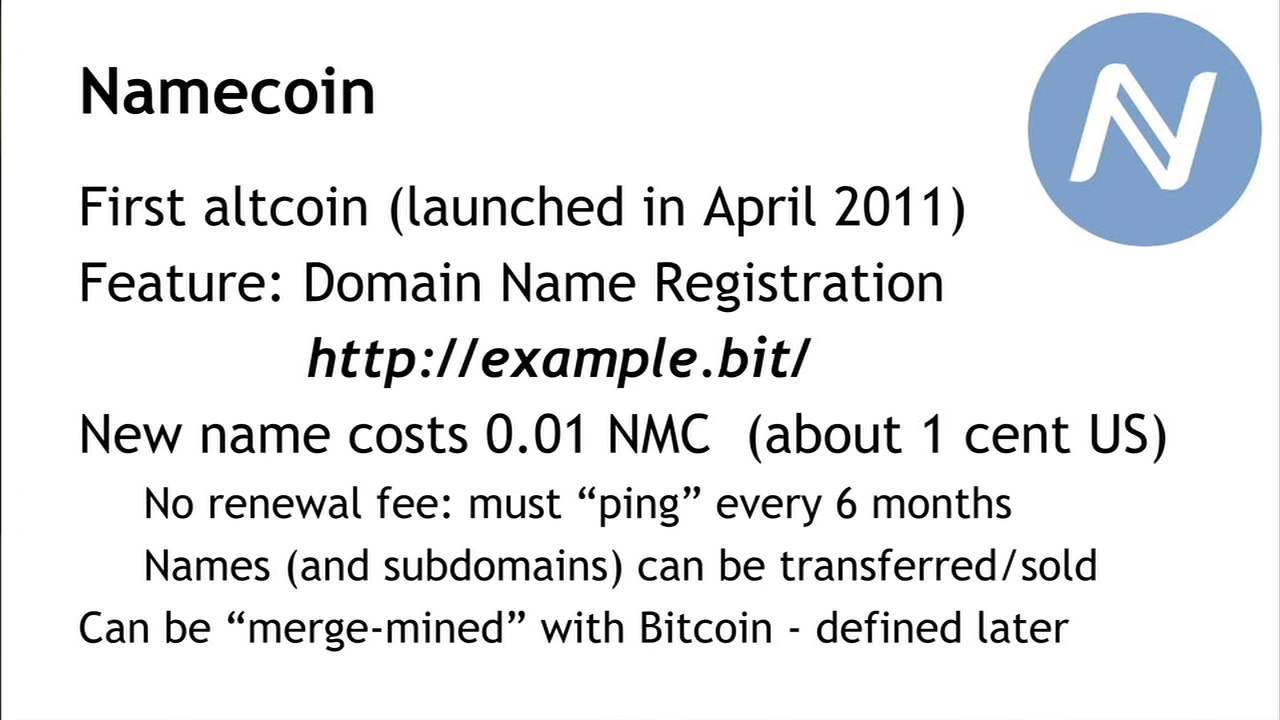 Namecoin
First altcoin (launched in April 2011)
Feature: Domain Name Registration
http://example.bit/
New name costs 0.01 NMC  (about 1 cent US)
No renewal fee: must “ping” every 6 months
Names (and subdomains) can be transferred/sold
Can be “merge-mined” with Bitcoin - defined later